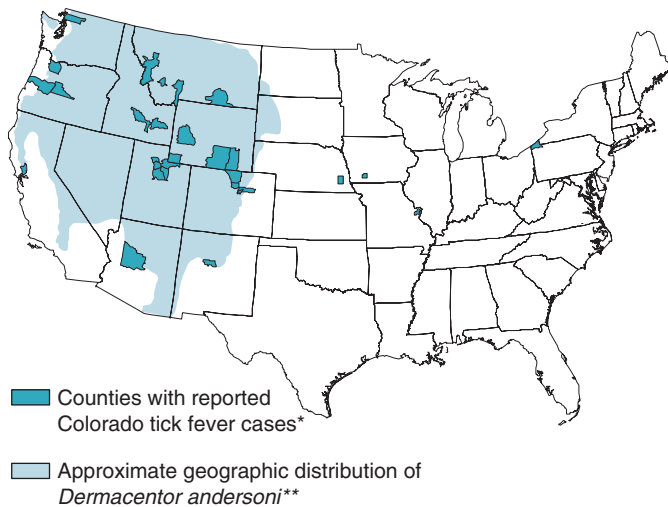 Counties with reported
Colorado tick fever cases*
Approximate geographic distribution of
Dermacentor andersoni**